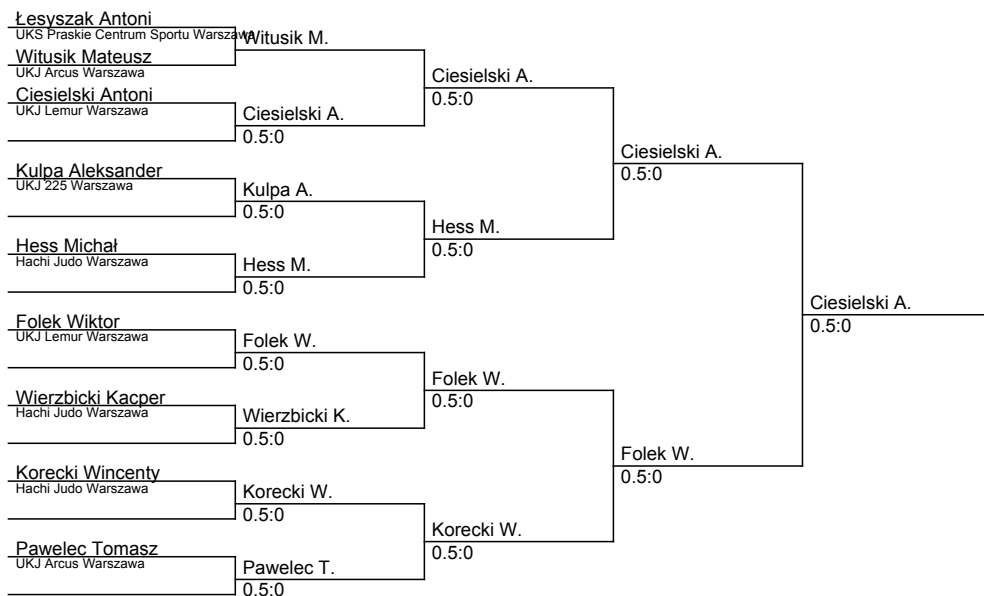 Łesyszak Antoni
UKS Praskie Centrum Sportu Warszawa
Witusik M.
Witusik Mateusz
UKJ Arcus Warszawa
Ciesielski A.
0.5:0
Ciesielski Antoni
UKJ Lemur Warszawa
Ciesielski A.
0.5:0
Ciesielski A.
0.5:0
Kulpa Aleksander
UKJ 225 Warszawa
Kulpa A.
0.5:0
Hess M.
0.5:0
Hess Michał
Hachi Judo Warszawa
Hess M.
0.5:0
Ciesielski A.
0.5:0
Folek Wiktor
UKJ Lemur Warszawa
Folek W.
0.5:0
Folek W.
0.5:0
Wierzbicki Kacper
Hachi Judo Warszawa
Wierzbicki K.
0.5:0
Folek W.
0.5:0
Korecki Wincenty
Hachi Judo Warszawa
Korecki W.
0.5:0
Korecki W.
0.5:0
Pawelec Tomasz
UKJ Arcus Warszawa
Pawelec T.
0.5:0